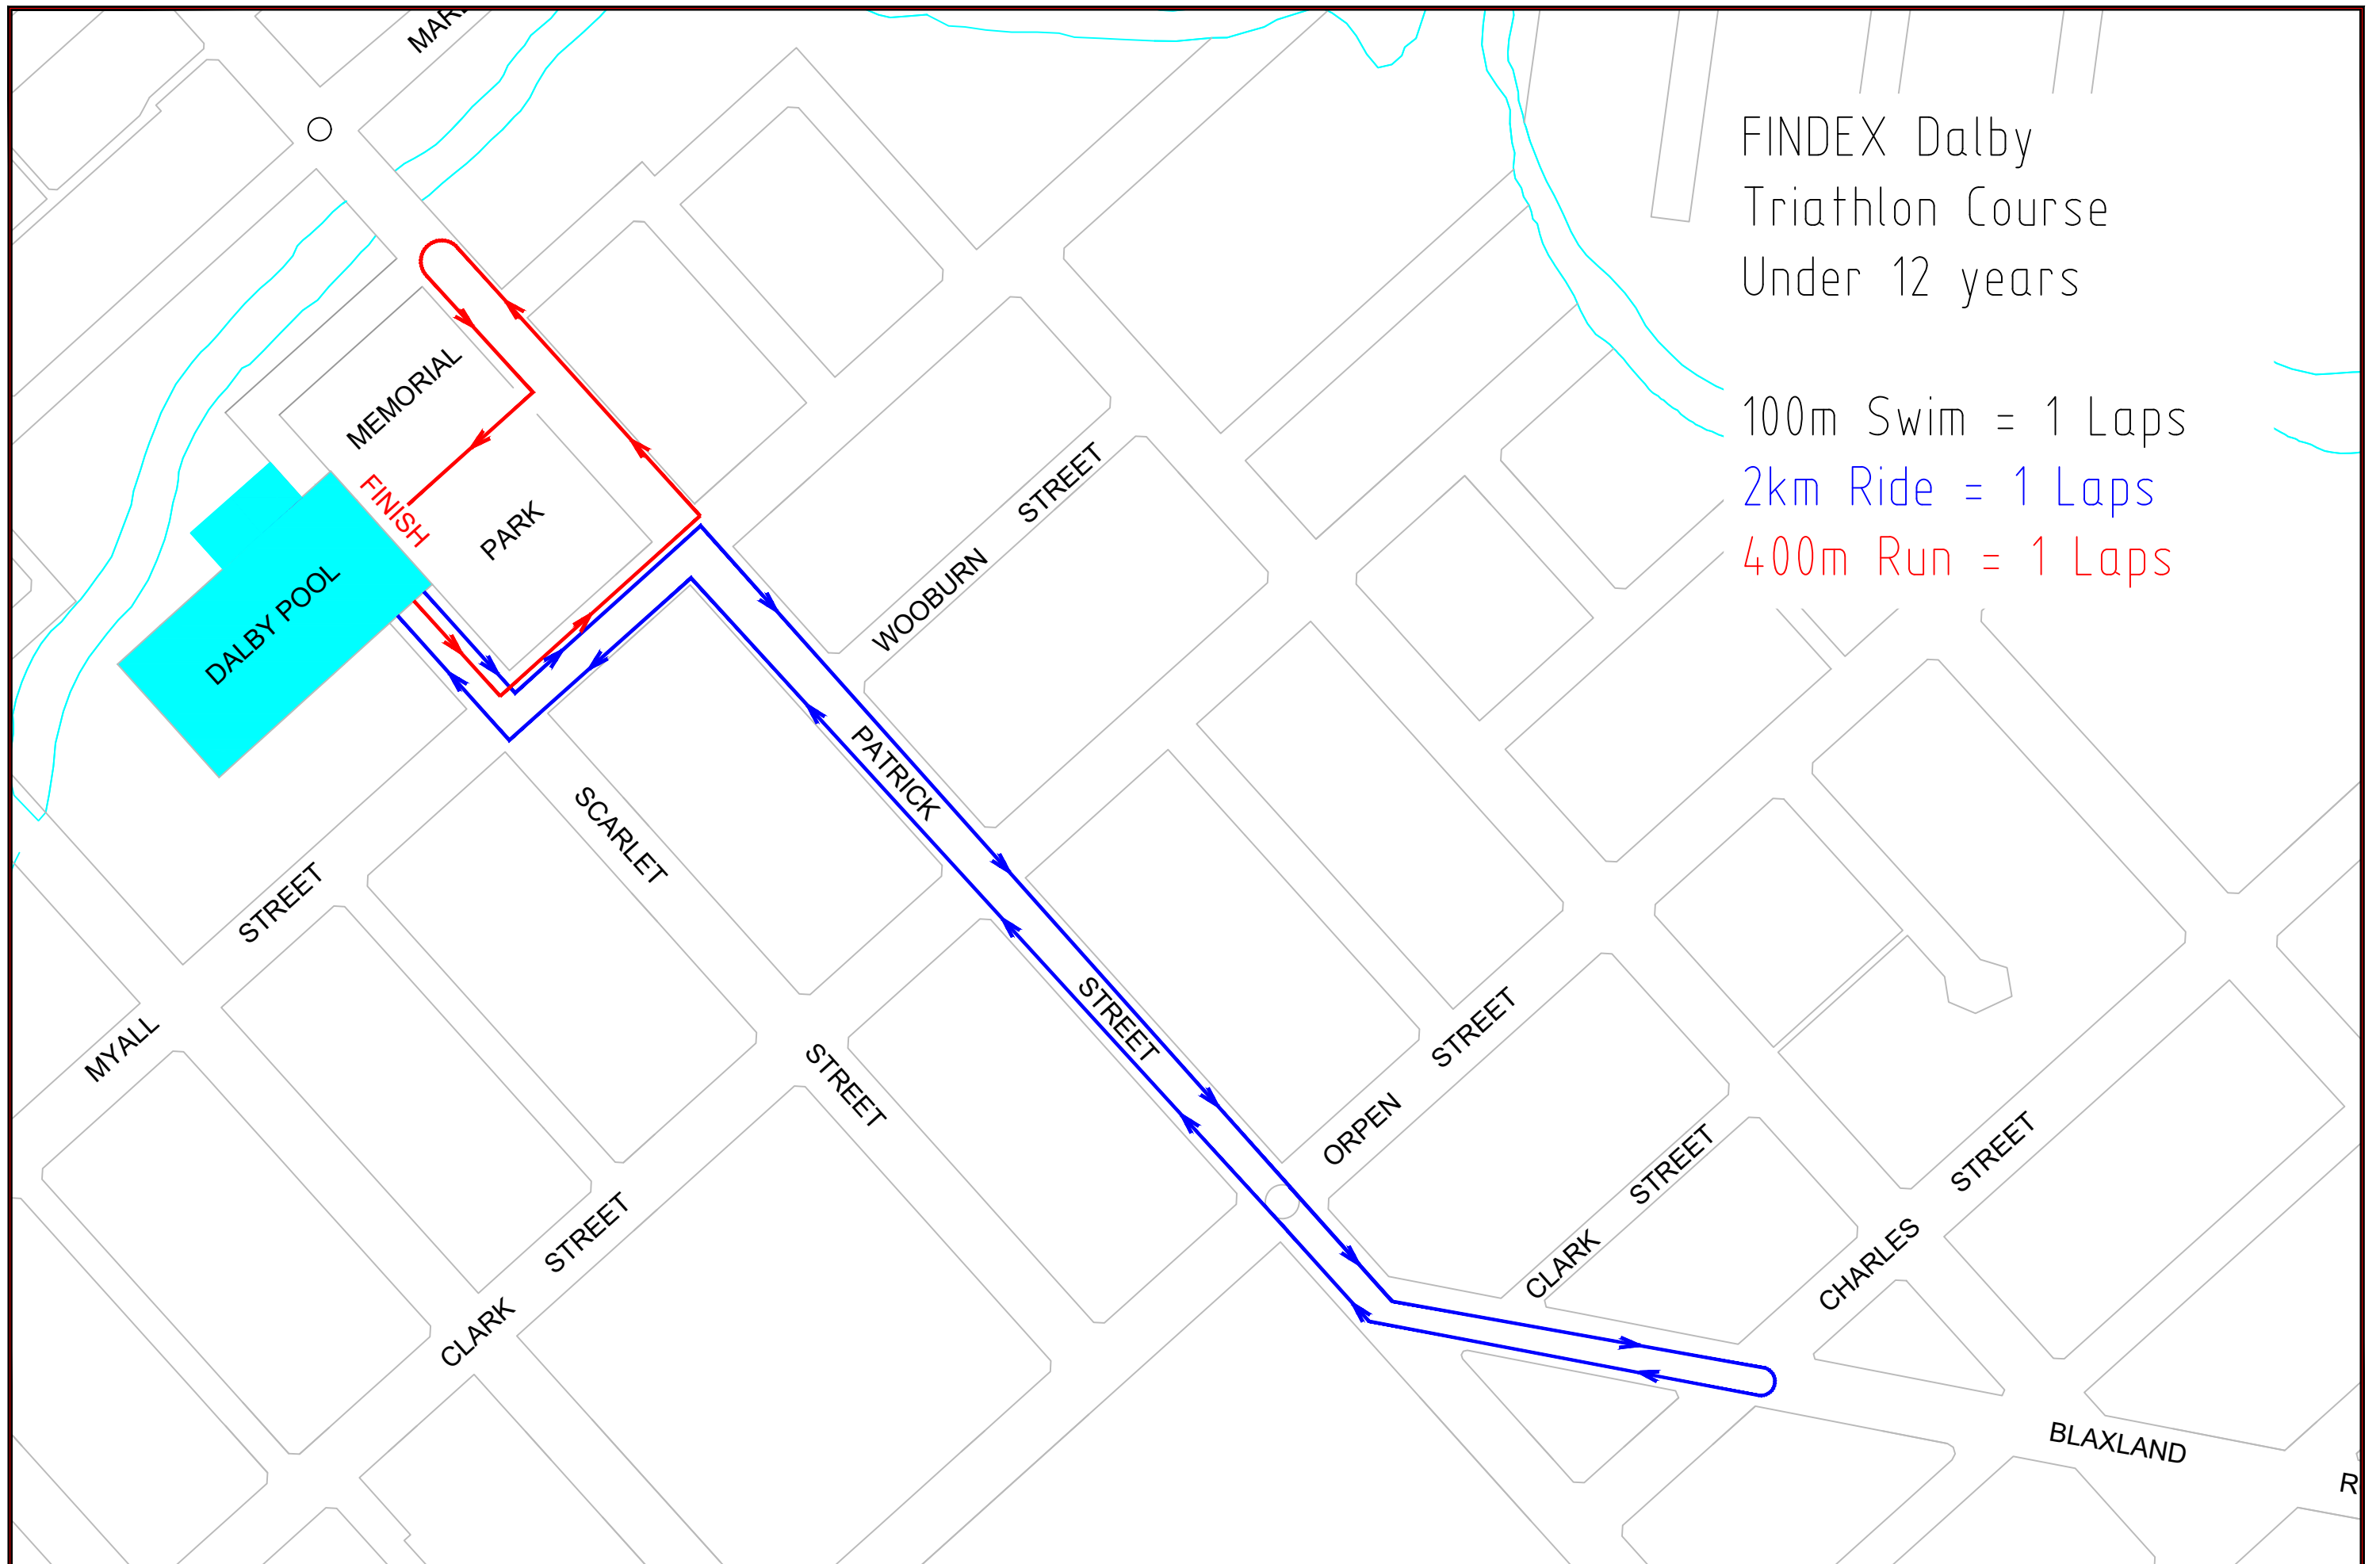 FINDEX Dalby
Triathlon Course
Under 12 years
100m Swim = 1 Laps
2km Ride = 1 Laps
400m Run = 1 Laps
MEMORIAL
PARK
FINISH
DALBY POOL
WOOBURN STREET
PATRICK STREET
SCARLET STREET
MYALL STREET
CLARK STREET
ORPEN STREET
CLARK STREET
CHARLES STREET
BLAXLAND